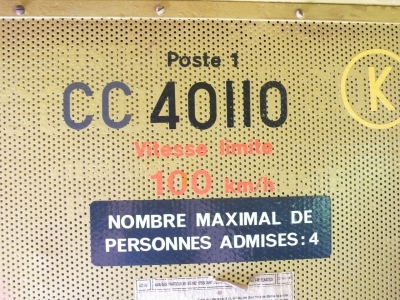 Poste 1
CC 40110
K
Vitesse limite
100 km/h
NOMBRE MAXIMAL DE
PERSONNES ADMISES: 4